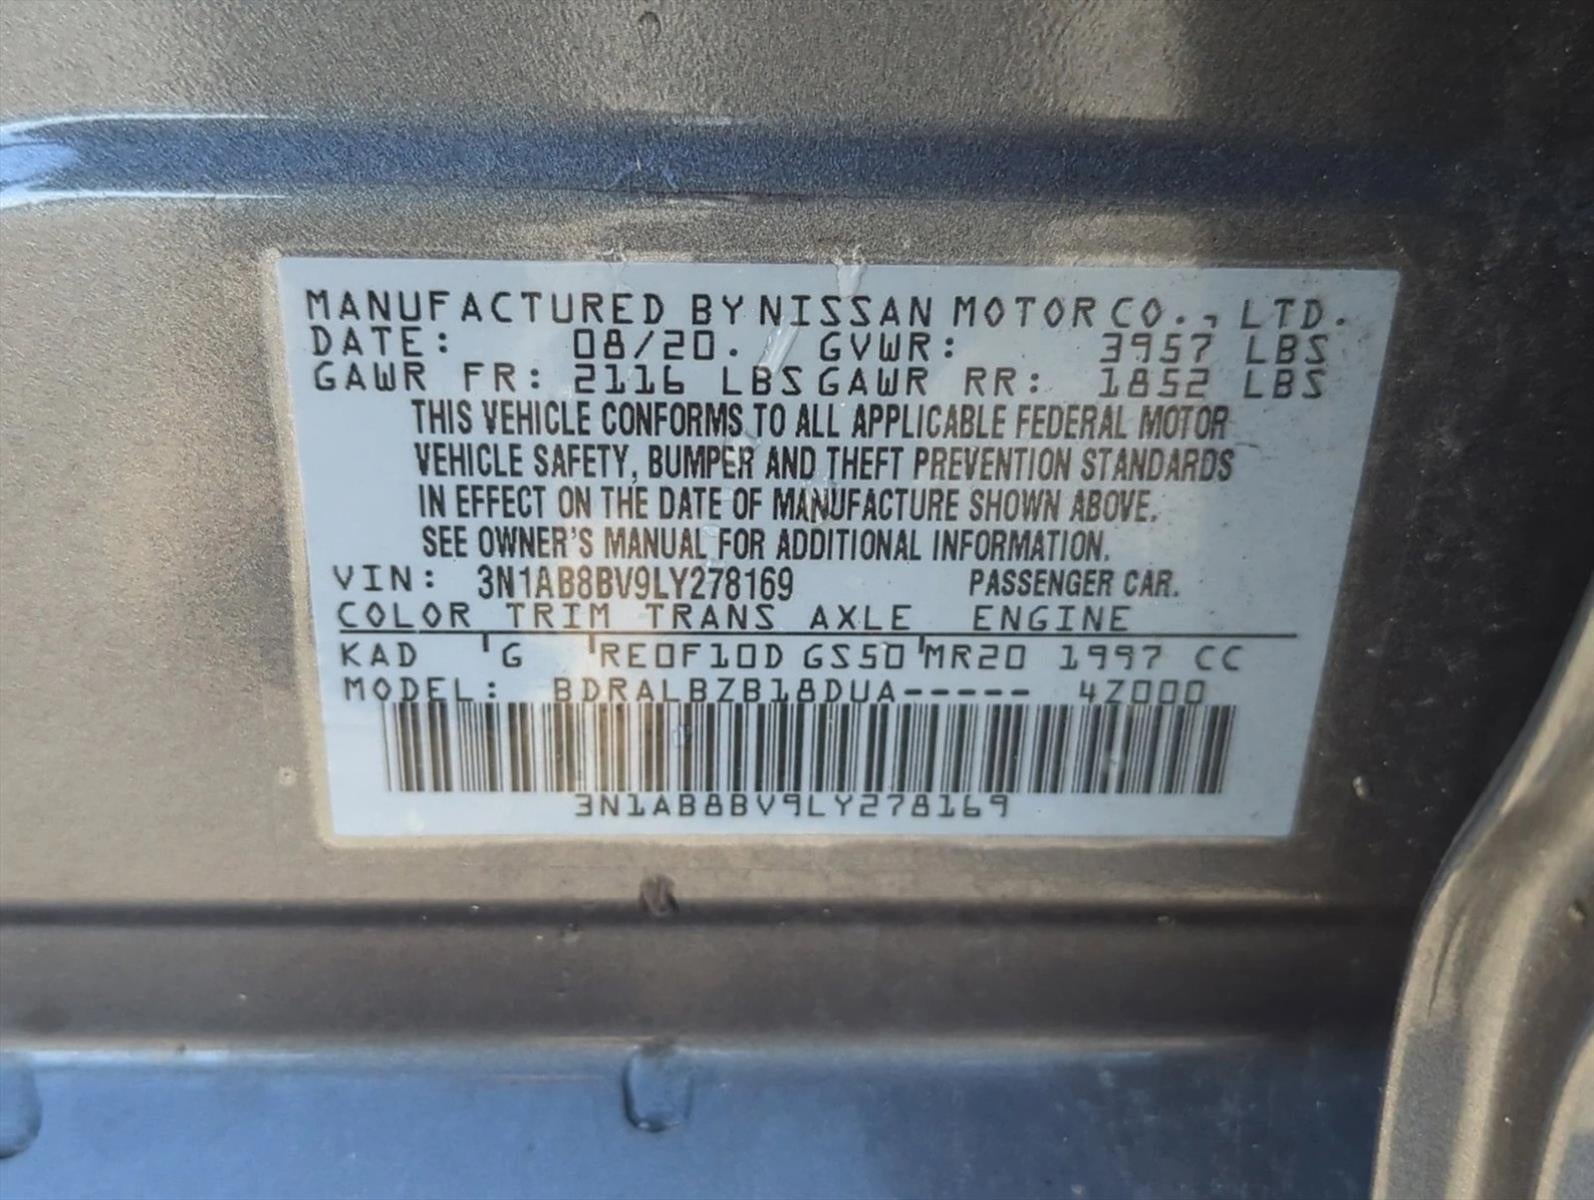 MANUFACTURED BY NISSAN MOTOR CO., LTD.
DATE: 08/20. GVWR: 3957 LBS
GAWR FR: 2116 LBS GAWR RR: 1852 LBS
THIS VEHICLE CONFORMS TO ALL APPLICABLE FEDERAL MOTOR
VEHICLE SAFETY, BUMPER AND THEFT PREVENTION STANDARDS
IN EFFECT ON THE DATE OF MANUFACTURE SHOWN ABOVE.
SEE OWNER'S MANUAL FOR ADDITIONAL INFORMATION.
VIN: 3N1AB8BV9LY278169 PASSENGER CAR.
COLOR TRIM TRANS AXLE ENGINE
KAD G RE0F10D GS50 MR20 1997 CC
MODEL: BDRALBZB18DUA----- 4Z000
3N1AB8BV9LY278169